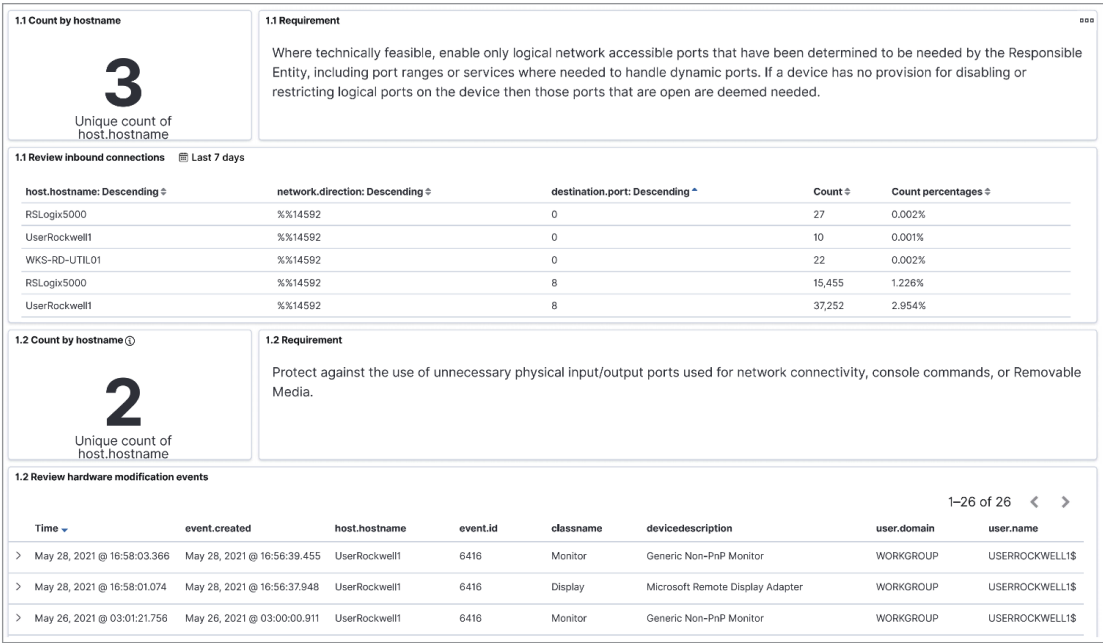 1.1 Count by hostname
3
Unique count of
host.hostname
1.1 Requirement
Where technically feasible, enable only logical network accessible ports that have been determined to be needed by the Responsible
Entity, including port ranges or services where needed to handle dynamic ports. If a device has no provision for disabling or
restricting logical ports on the device then those ports that are open are deemed needed.
1.1 Review inbound connections Last 7 days
host.hostname: Descending network.direction: Descending destination.port: Descending Count Count percentages
RSLogix5000 %%14592 0 27 0.002%
UserRockwell1 %%14592 0 10 0.001%
WKS-RD-UTIL01 %%14592 0 22 0.002%
RSLogix5000 %%14592 8 15,455 1.226%
UserRockwell1 %%14592 8 37,252 2.954%
1.2 Count by hostname
2
Unique count of
host.hostname
1.2 Requirement
Protect against the use of unnecessary physical input/output ports used for network connectivity, console commands, or Removable
Media.
1.2 Review hardware modification events
1–26 of 26
Time event.created host.hostname event.id classname devicedescription user.domain user.name
May 28, 2021 @ 16:58:03.366 May 28, 2021 @ 16:56:39.455 UserRockwell1 6416 Monitor Generic Non-PnP Monitor WORKGROUP USERROCKWELL1$
May 28, 2021 @ 16:58:01.074 May 28, 2021 @ 16:56:37.948 UserRockwell1 6416 Display Microsoft Remote Display Adapter WORKGROUP USERROCKWELL1$
May 26, 2021 @ 03:01:21.756 May 26, 2021 @ 03:00:00.911 UserRockwell1 6416 Monitor Generic Non-PnP Monitor WORKGROUP USERROCKWELL1$